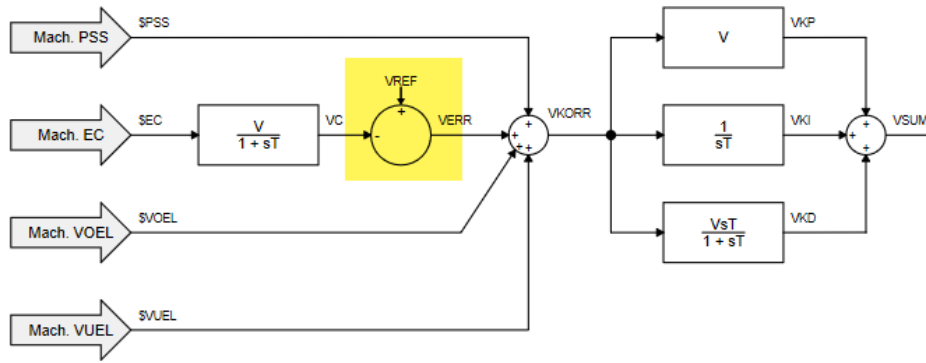 Mach. PSS
$PSS
Mach. EC
$EC
V
1 + sT
VC
VREF
+
-
VERR
Mach. VOEL
$VOEL
Mach. VUEL
$VUEL
+
+
+
+
VKORR
V
VKP
1
sT
VKI
VsT
1 + sT
VKD
+
+
+
VSUM